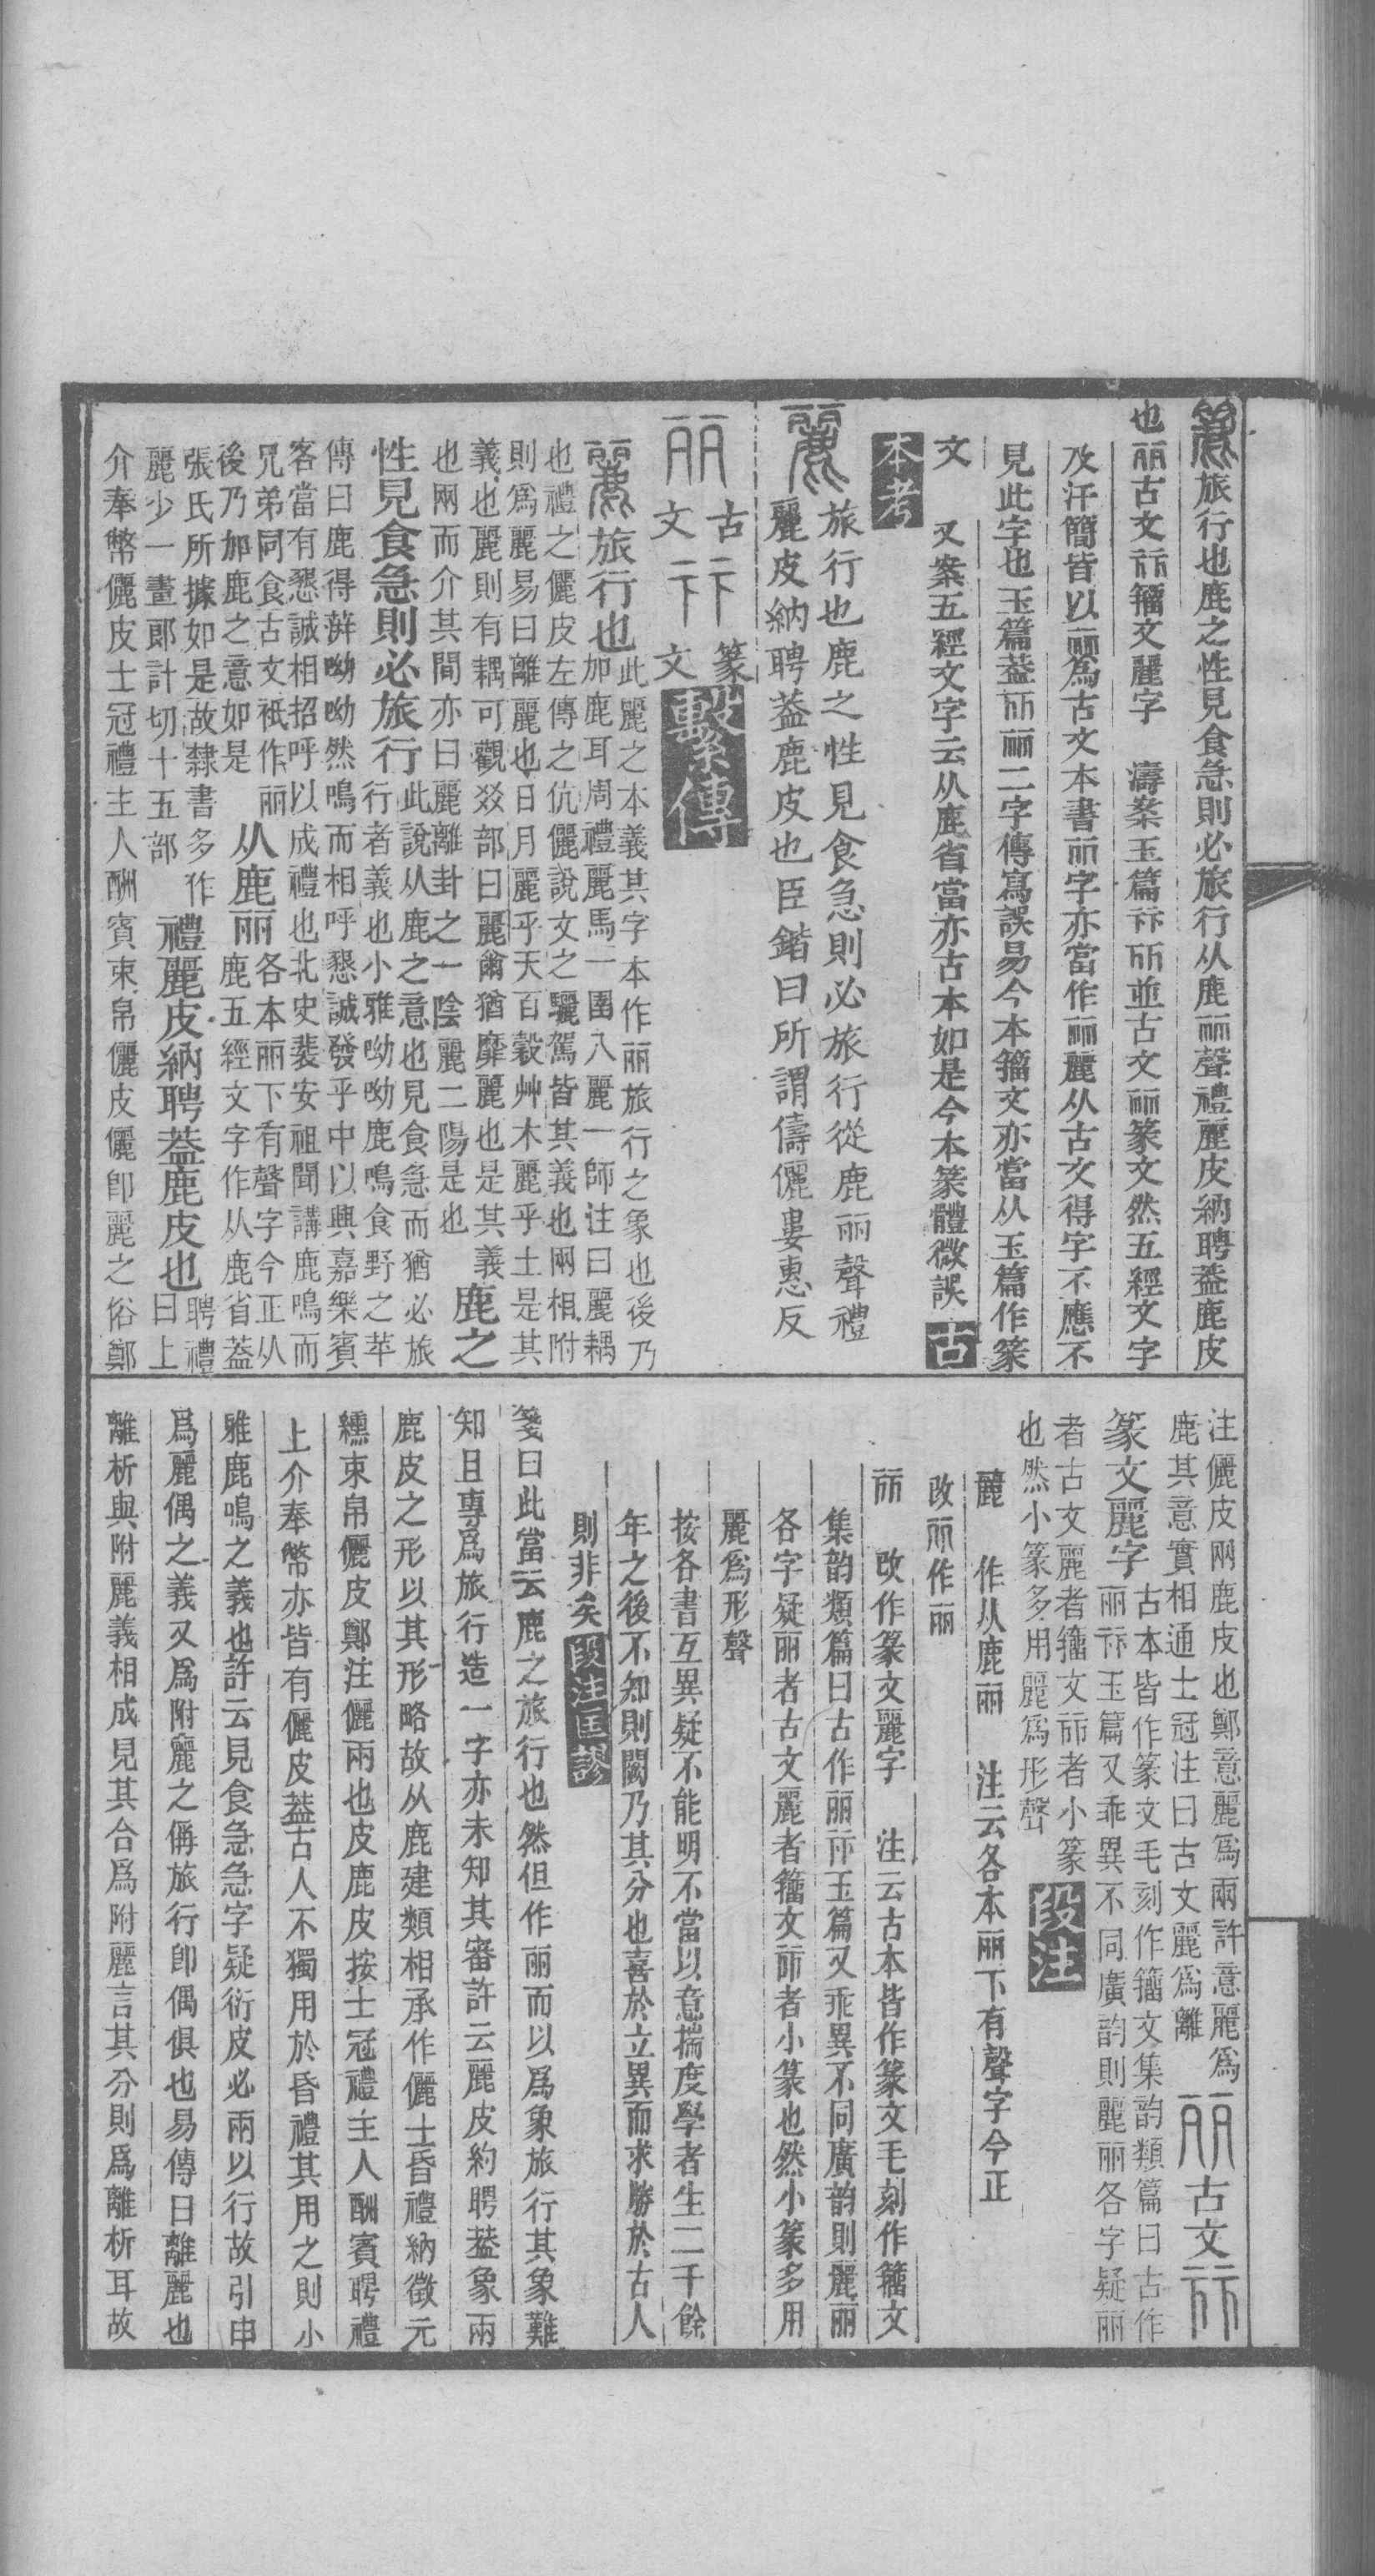 麗旅行也鹿之性見食急則必旅行从鹿丽聲禮麗皮納聘蓋鹿皮
也丽古文𠀙籀文麗字　濤案玉篇𠀙𠩺並古文丽篆文然五經文字
及汗簡皆以丽為古文本書𠩺字亦當作丽麗从古文得字不應不
見此字也玉篇蓋𠩺丽二字傳寫誤易今本籀文亦當从玉篇作篆
文　又案五經文字云从鹿省當亦古本如是今本篆體微誤　古
本考
麗旅行也鹿之性見食急則必旅行從鹿丽聲禮
麗皮納聘蓋鹿皮也臣鍇曰所謂儔儷婁惠反
丽古文𠀙篆文繫傳
麗旅行也此麗之本義其字本作丽旅行之象也後乃
加鹿耳周禮麗馬一圉八麗一師注曰麗耦
也禮之儷皮左傳之伉儷說文之驪駕皆其義也兩相附
則爲麗易曰離麗也日月麗乎天百穀艸木麗乎土是其
義也麗則有耦可觀㸚部曰麗爾猶靡麗也是其義
也兩而介其間亦曰麗離卦之一陰麗二陽是也　鹿之
性見食急則必旅行此說从鹿之意也見食急而猶必旅
行者義也小雅呦呦鹿鳴食野之苹
傳曰鹿得蓱呦呦然鳴而相呼懇誠發乎中以興嘉樂賓
客當有懇誠相招呼以成禮也北史裴安祖聞講鹿鳴而
兄弟同食古文衹作丽
後乃加鹿之意如是　从鹿丽各本丽下有聲字今正从
鹿五經文字作从鹿省蓋
張氏所據如是故隸書多作
麗少一畫郎計切十五部　禮麗皮納聘蓋鹿皮也聘禮
曰上
介奉幣儷皮士冠禮主人酬賓束帛儷皮儷卽麗之俗鄭
注儷皮兩鹿皮也鄭意麗爲兩許意麗爲
鹿其意實相通士冠注曰古文麗爲離　丽古文𠀙
篆文麗字古本皆作篆文毛刻作籀文集韵類篇曰古作
丽𠀙玉篇又乖異不同廣韵則麗丽各字疑丽
者古文麗者籀文𠩺者小篆
也然小篆多用麗爲形聲　段注
麗　作从鹿丽　注云各本丽下有聲字今正
改丽作丽
𠩺　改作篆文麗字　注云古本皆作篆文毛刻作籀文
集韵類篇曰古作丽𠀙玉篇又乖異不同廣韵則麗丽
各字疑丽者古文麗者籀文𠩺者小篆也然小篆多用
麗爲形聲
按各書互異疑不能明不當以意揣度學者生二千餘
年之後不知則闕乃其分也喜於立異而求勝於古人
則非矣段注匡謬
箋曰此當云鹿之旅行也然但作丽而以爲象旅行其象難
知且專爲旅行造一字亦未知其審許云麗皮約聘蓋象兩
鹿皮之形以其形略故从鹿建類相承作儷士昏禮納徵元
纁束帛儷皮鄭注儷兩也皮鹿皮按士冠禮主人酬賓聘禮
上介奉幣亦皆有儷皮蓋古人不獨用於昏禮其用之則小
雅鹿鳴之義也許云見食急急字疑衍皮必兩以行故引申
爲麗偶之義又爲附麗之偁旅行卽偶俱也易傳曰離麗也
離析與附麗義相成見其合爲附麗言其分則爲離析耳故